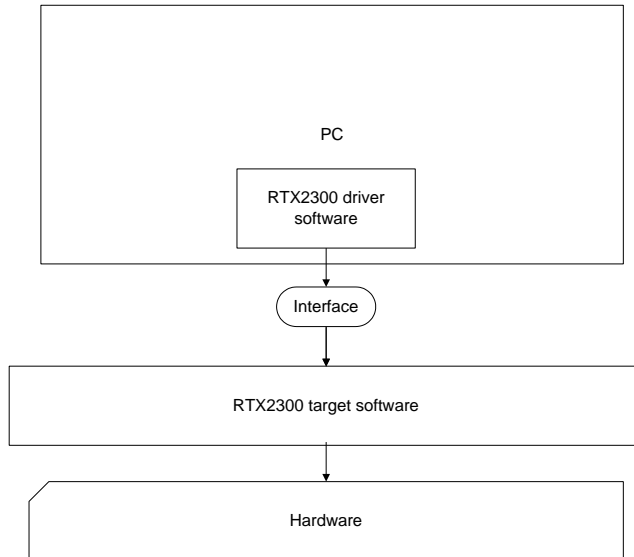 PC
RTX2300 driver
software
Interface
RTX2300 target software
Hardware